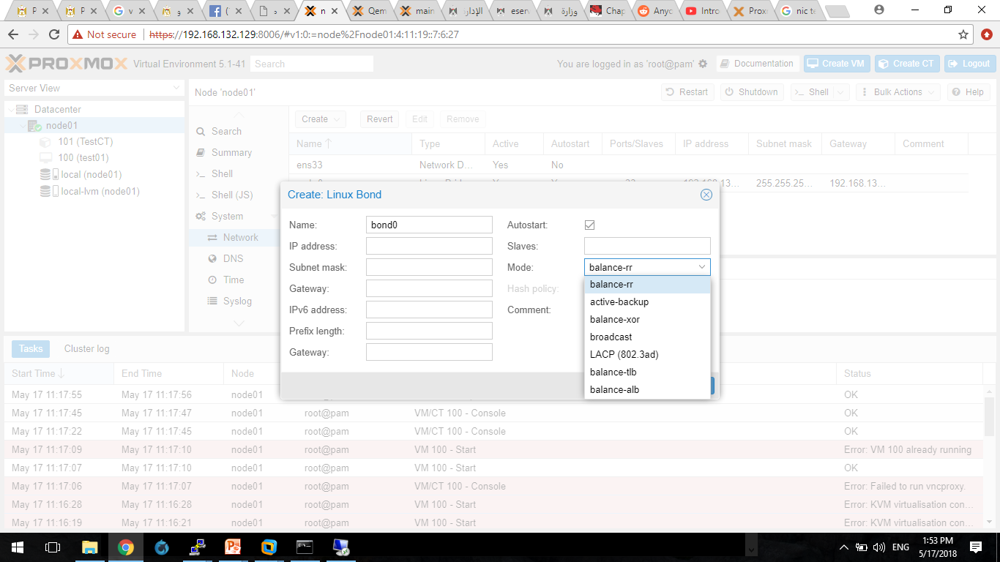 P
P
v
و
(
د
n
Qem
main
الإدار
esen
وزارة
Chap
Anyc
Intro
Prox
nic te
Not secure
https://192.168.132.129:8006/#v1:0:=node%2Fnode01:4:11:19::7:6:27
PROXMOX Virtual Environment 5.1-41 Search
You are logged in as 'root@pam' Documentation Create VM Create CT Logout
Server View
Datacenter
node01
101 (TestCT)
100 (test01)
local (node01)
local-lvm (node01)
Node 'node01' Restart Shutdown Shell Bulk Actions Help
Search
Summary
Shell
Shell (JS)
System
Network
DNS
Time
Syslog
Create Revert Edit Remove
Name Type Active Autostart Ports/Slaves IP address Subnet mask Gateway Comment
ens33 Network D... Yes No
192.168.13... 255.255.25... 192.168.13...
Create: Linux Bond
Name: bond0
IP address:
Subnet mask:
Gateway:
IPv6 address:
Prefix length:
Gateway:
Autostart:
Slaves:
Mode: balance-rr
Hash policy:
Comment:
balance-rr
active-backup
balance-xor
broadcast
LACP (802.3ad)
balance-tlb
balance-alb
Tasks Cluster log
Start Time End Time Node Status
May 17 11:17:55 May 17 11:17:56 node01 OK
May 17 11:17:45 May 17 11:17:47 node01 root@pam VM/CT 100 - Console OK
May 17 11:17:22 May 17 11:17:45 node01 root@pam VM/CT 100 - Console OK
May 17 11:17:09 May 17 11:17:10 node01 root@pam VM 100 - Start Error: VM 100 already running
May 17 11:17:07 May 17 11:17:10 node01 root@pam VM 100 - Start OK
May 17 11:17:06 May 17 11:17:07 node01 root@pam VM/CT 100 - Console Error: Failed to run vncproxy.
May 17 11:16:28 May 17 11:16:28 node01 root@pam VM 100 - Start Error: KVM virtualisation con...
May 17 11:16:19 May 17 11:16:21 node01 root@pam VM 100 - Start Error: KVM virtualisation con...
ENG
1:53 PM
5/17/2018